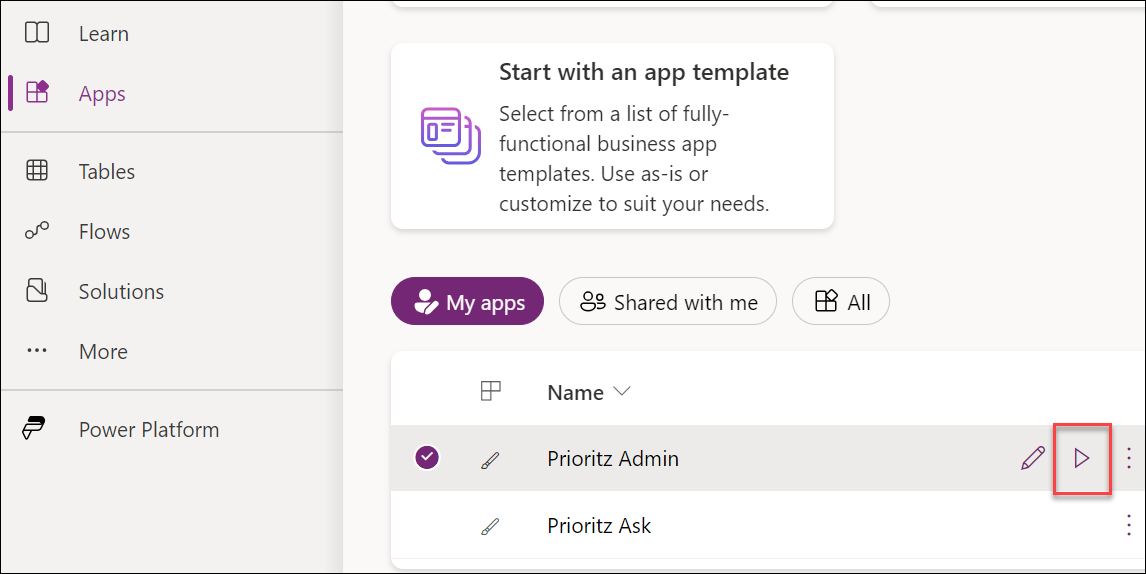 Learn
Apps
Tables
Flows
Solutions
More
Power Platform
Start with an app template
Select from a list of fully-
functional business app
templates. Use as-is or
customize to suit your needs.
My apps
Shared with me
All
Name
Prioritz Admin
Prioritz Ask